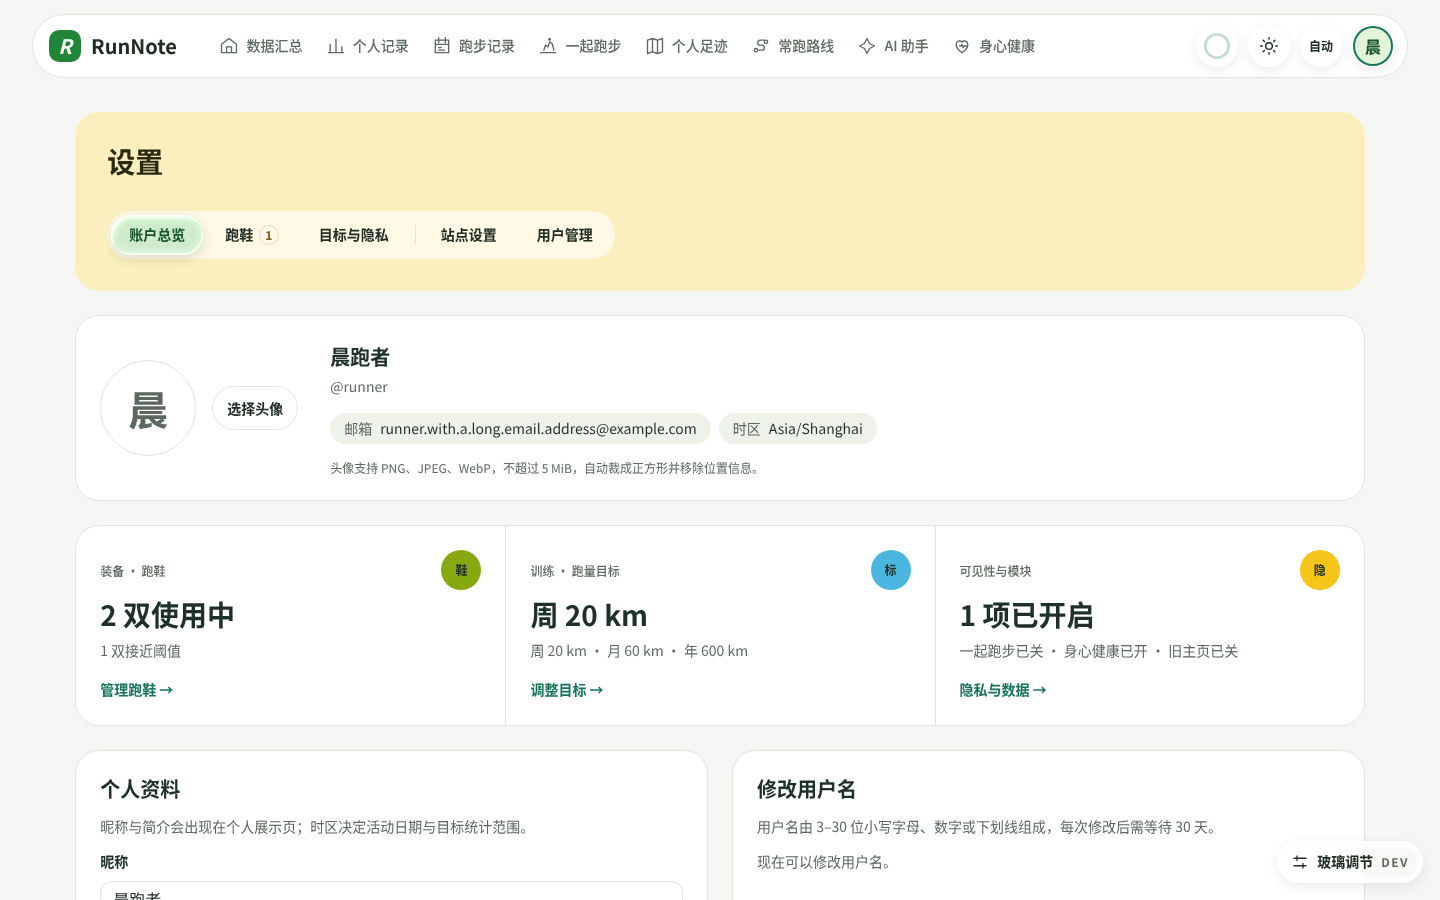 R RunNote 数据汇总 个人记录 跑步记录 一起跑步 个人足迹 常跑路线 AI 助手 身心健康 自动 晨
设置
账户总览 跑鞋 1 目标与隐私 站点设置 用户管理
晨 选择头像
晨跑者
@runner
邮箱 runner.with.a.long.email.address@example.com 时区 Asia/Shanghai
头像支持 PNG、JPEG、WebP，不超过 5 MiB，自动裁成正方形并移除位置信息。
装备 · 跑鞋 鞋
2 双使用中
1 双接近阈值
管理跑鞋 →
训练 · 跑量目标 标
周 20 km
周 20 km · 月 60 km · 年 600 km
调整目标 →
可见性与模块 隐
1 项已开启
一起跑步已关 · 身心健康已开 · 旧主页已关
隐私与数据 →
个人资料
昵称与简介会出现在个人展示页；时区决定活动日期与目标统计范围。
昵称
晨跑者
修改用户名
用户名由 3–30 位小写字母、数字或下划线组成，每次修改后需等待 30 天。
现在可以修改用户名。
玻璃调节 DEV